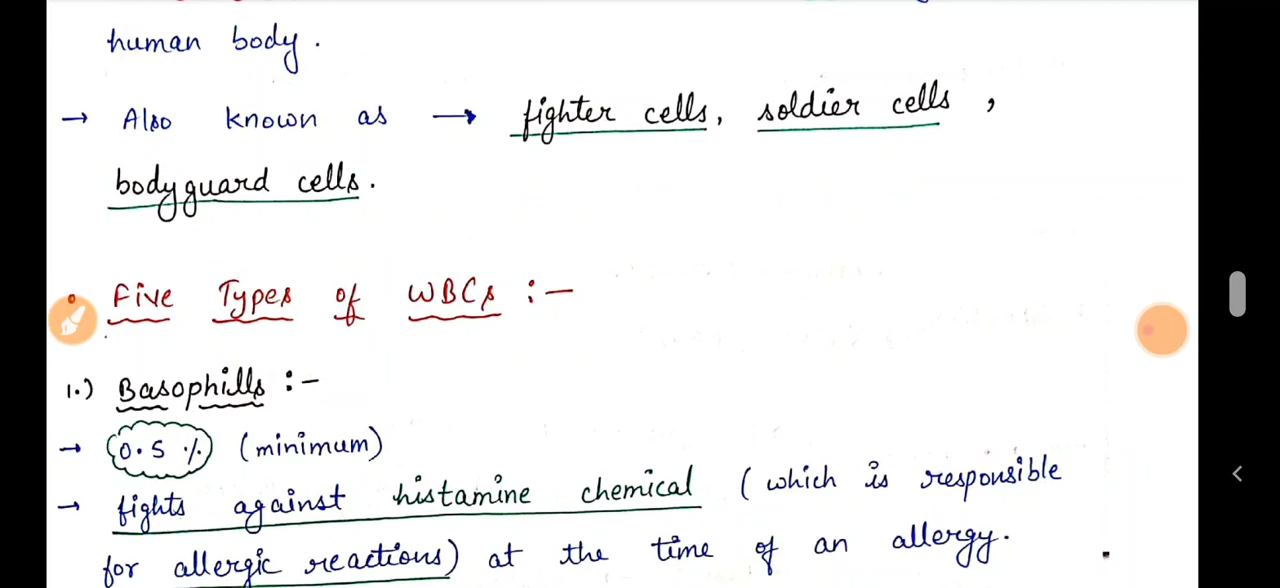 human body.
→ Also known as → fighter cells, soldier cells,
bodyguard cells.
• Five Types of WBCs :-
1.) Basophills :-
→ 0.5 % (minimum)
→ fights against histamine chemical (which is responsible
for allergic reactions) at the time of an allergy.